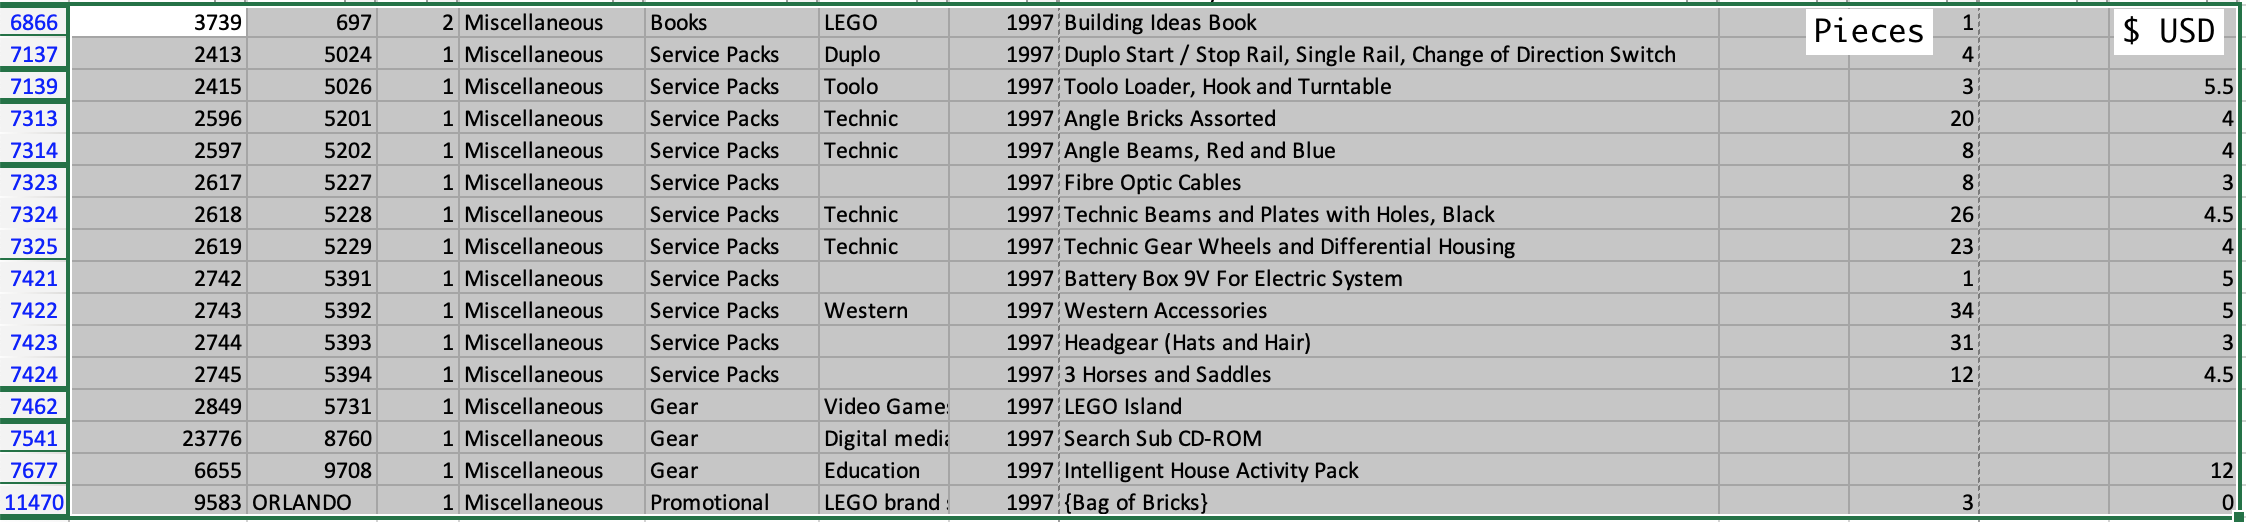 6866 3739 697 2 Miscellaneous Books LEGO 1997 Building Ideas Book Pieces 1 $ USD
7137 2413 5024 1 Miscellaneous Service Packs Duplo 1997 Duplo Start / Stop Rail, Single Rail, Change of Direction Switch 4
7139 2415 5026 1 Miscellaneous Service Packs Toolo 1997 Toolo Loader, Hook and Turntable 3 5.5
7313 2596 5201 1 Miscellaneous Service Packs Technic 1997 Angle Bricks Assorted 20 4
7314 2597 5202 1 Miscellaneous Service Packs Technic 1997 Angle Beams, Red and Blue 8 4
7323 2617 5227 1 Miscellaneous Service Packs 1997 Fibre Optic Cables 8 3
7324 2618 5228 1 Miscellaneous Service Packs Technic 1997 Technic Beams and Plates with Holes, Black 26 4.5
7325 2619 5229 1 Miscellaneous Service Packs Technic 1997 Technic Gear Wheels and Differential Housing 23 4
7421 2742 5391 1 Miscellaneous Service Packs 1997 Battery Box 9V For Electric System 1 5
7422 2743 5392 1 Miscellaneous Service Packs Western 1997 Western Accessories 34 5
7423 2744 5393 1 Miscellaneous Service Packs 1997 Headgear (Hats and Hair) 31 3
7424 2745 5394 1 Miscellaneous Service Packs 1997 3 Horses and Saddles 12 4.5
7462 2849 5731 1 Miscellaneous Gear Video Games 1997 LEGO Island
7541 23776 8760 1 Miscellaneous Gear Digital media 1997 Search Sub CD-ROM
7677 6655 9708 1 Miscellaneous Gear Education 1997 Intelligent House Activity Pack 12
11470 9583 ORLANDO 1 Miscellaneous Promotional LEGO brand 1997 {Bag of Bricks} 3 0